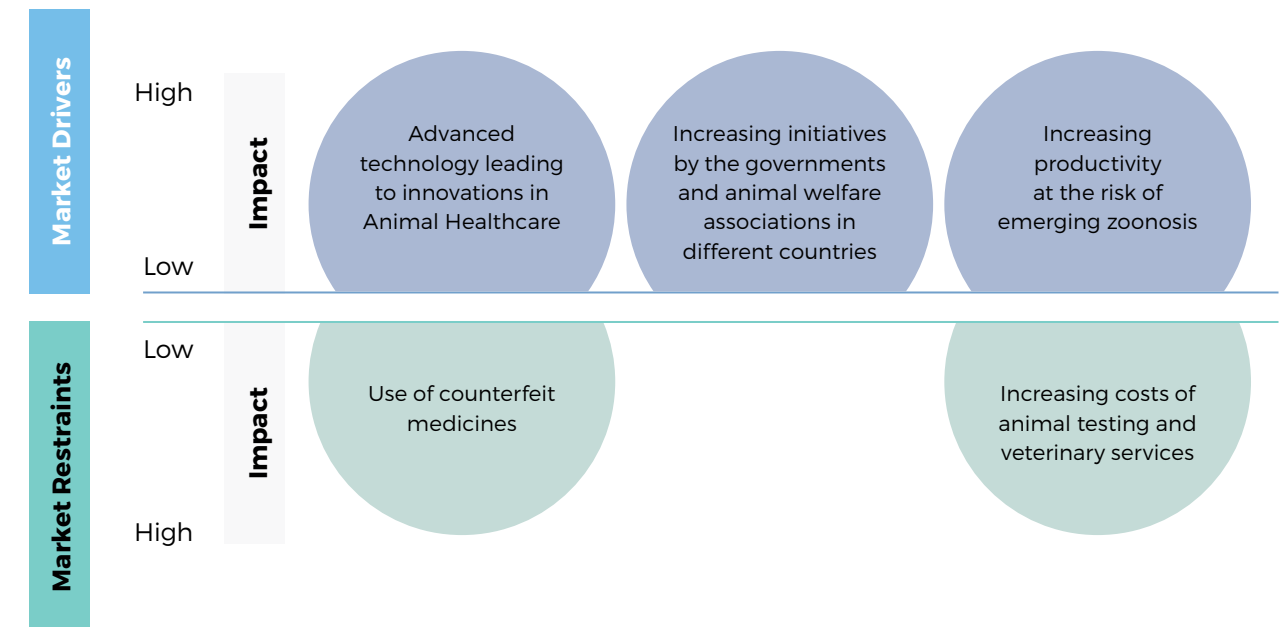 Market Drivers
High
Impact
Low
Advanced
technology leading
to innovations in
Animal Healthcare
Increasing initiatives
by the governments
and animal welfare
associations in
different countries
Increasing
productivity
at the risk of
emerging zoonosis
Market Restraints
Low
Impact
High
Use of counterfeit
medicines
Increasing costs of
animal testing and
veterinary services